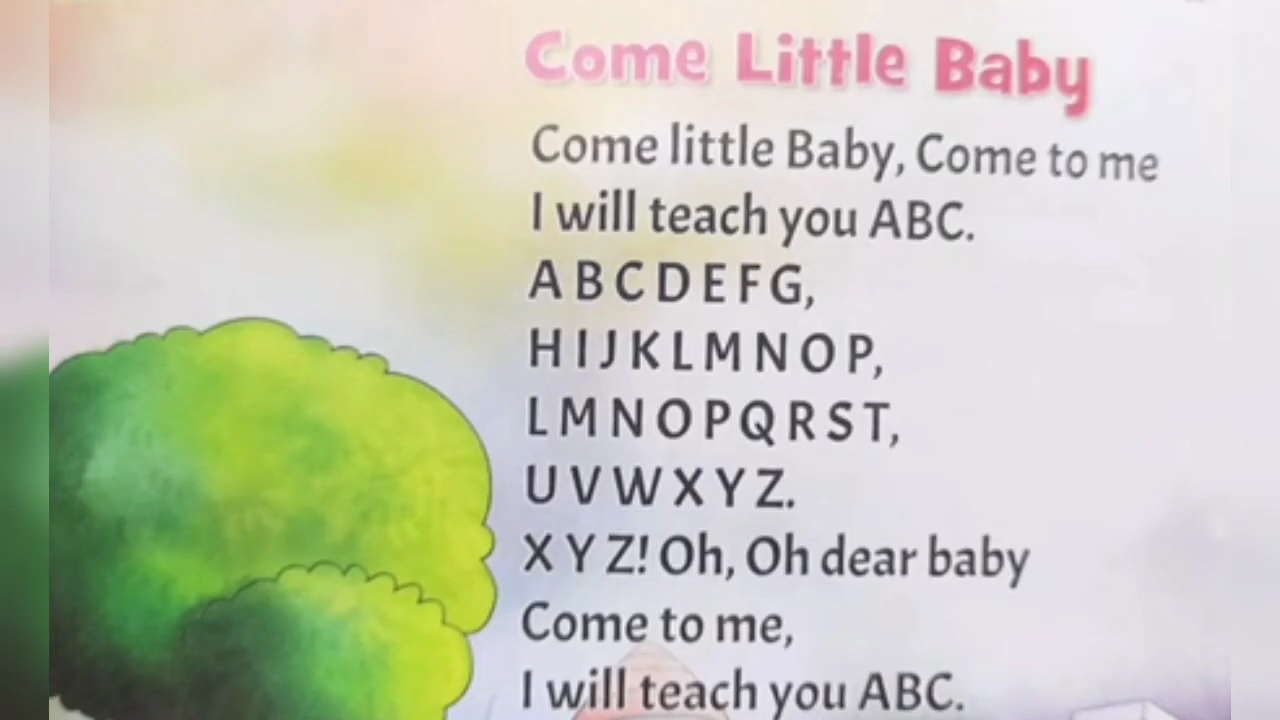 Come Little Baby
Come little Baby, Come to me
I will teach you ABC.
A B C D E F G,
H I J K L M N O P,
L M N O P Q R S T,
U V W X Y Z.
X Y Z! Oh, Oh dear baby
Come to me,
I will teach you ABC.